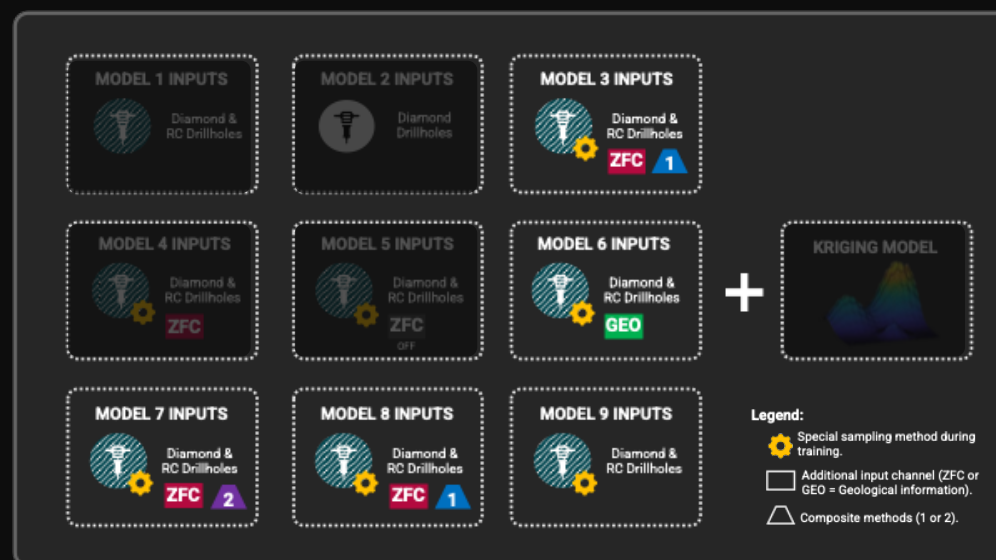 MODEL 1 INPUTS
Diamond &
RC Drillholes
MODEL 2 INPUTS
Diamond
Drillholes
MODEL 3 INPUTS
Diamond &
RC Drillholes
ZFC
1
MODEL 4 INPUTS
Diamond &
RC Drillholes
ZFC
MODEL 5 INPUTS
Diamond &
RC Drillholes
ZFC
OFF
MODEL 6 INPUTS
Diamond &
RC Drillholes
GEO
+
KRIGING MODEL
MODEL 7 INPUTS
Diamond &
RC Drillholes
ZFC
2
MODEL 8 INPUTS
Diamond &
RC Drillholes
ZFC
1
MODEL 9 INPUTS
Diamond &
RC Drillholes
Legend:
Special sampling method during
training.
Additional input channel (ZFC or
GEO = Geological information).
Composite methods (1 or 2).